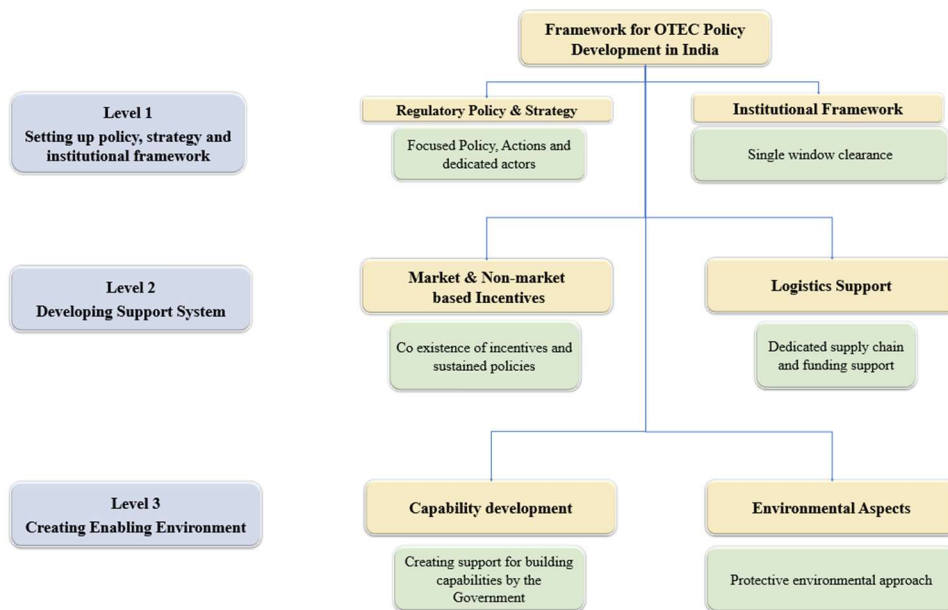 Framework for OTEC Policy
Development in India
Level 1
Setting up policy, strategy and
institutional framework
Regulatory Policy & Strategy
Focused Policy, Actions and
dedicated actors
Institutional Framework
Single window clearance
Level 2
Developing Support System
Market & Non-market
based Incentives
Co existence of incentives and
sustained policies
Logistics Support
Dedicated supply chain
and funding support
Level 3
Creating Enabling Environment
Capability development
Creating support for building
capabilities by the
Government
Environmental Aspects
Protective environmental approach